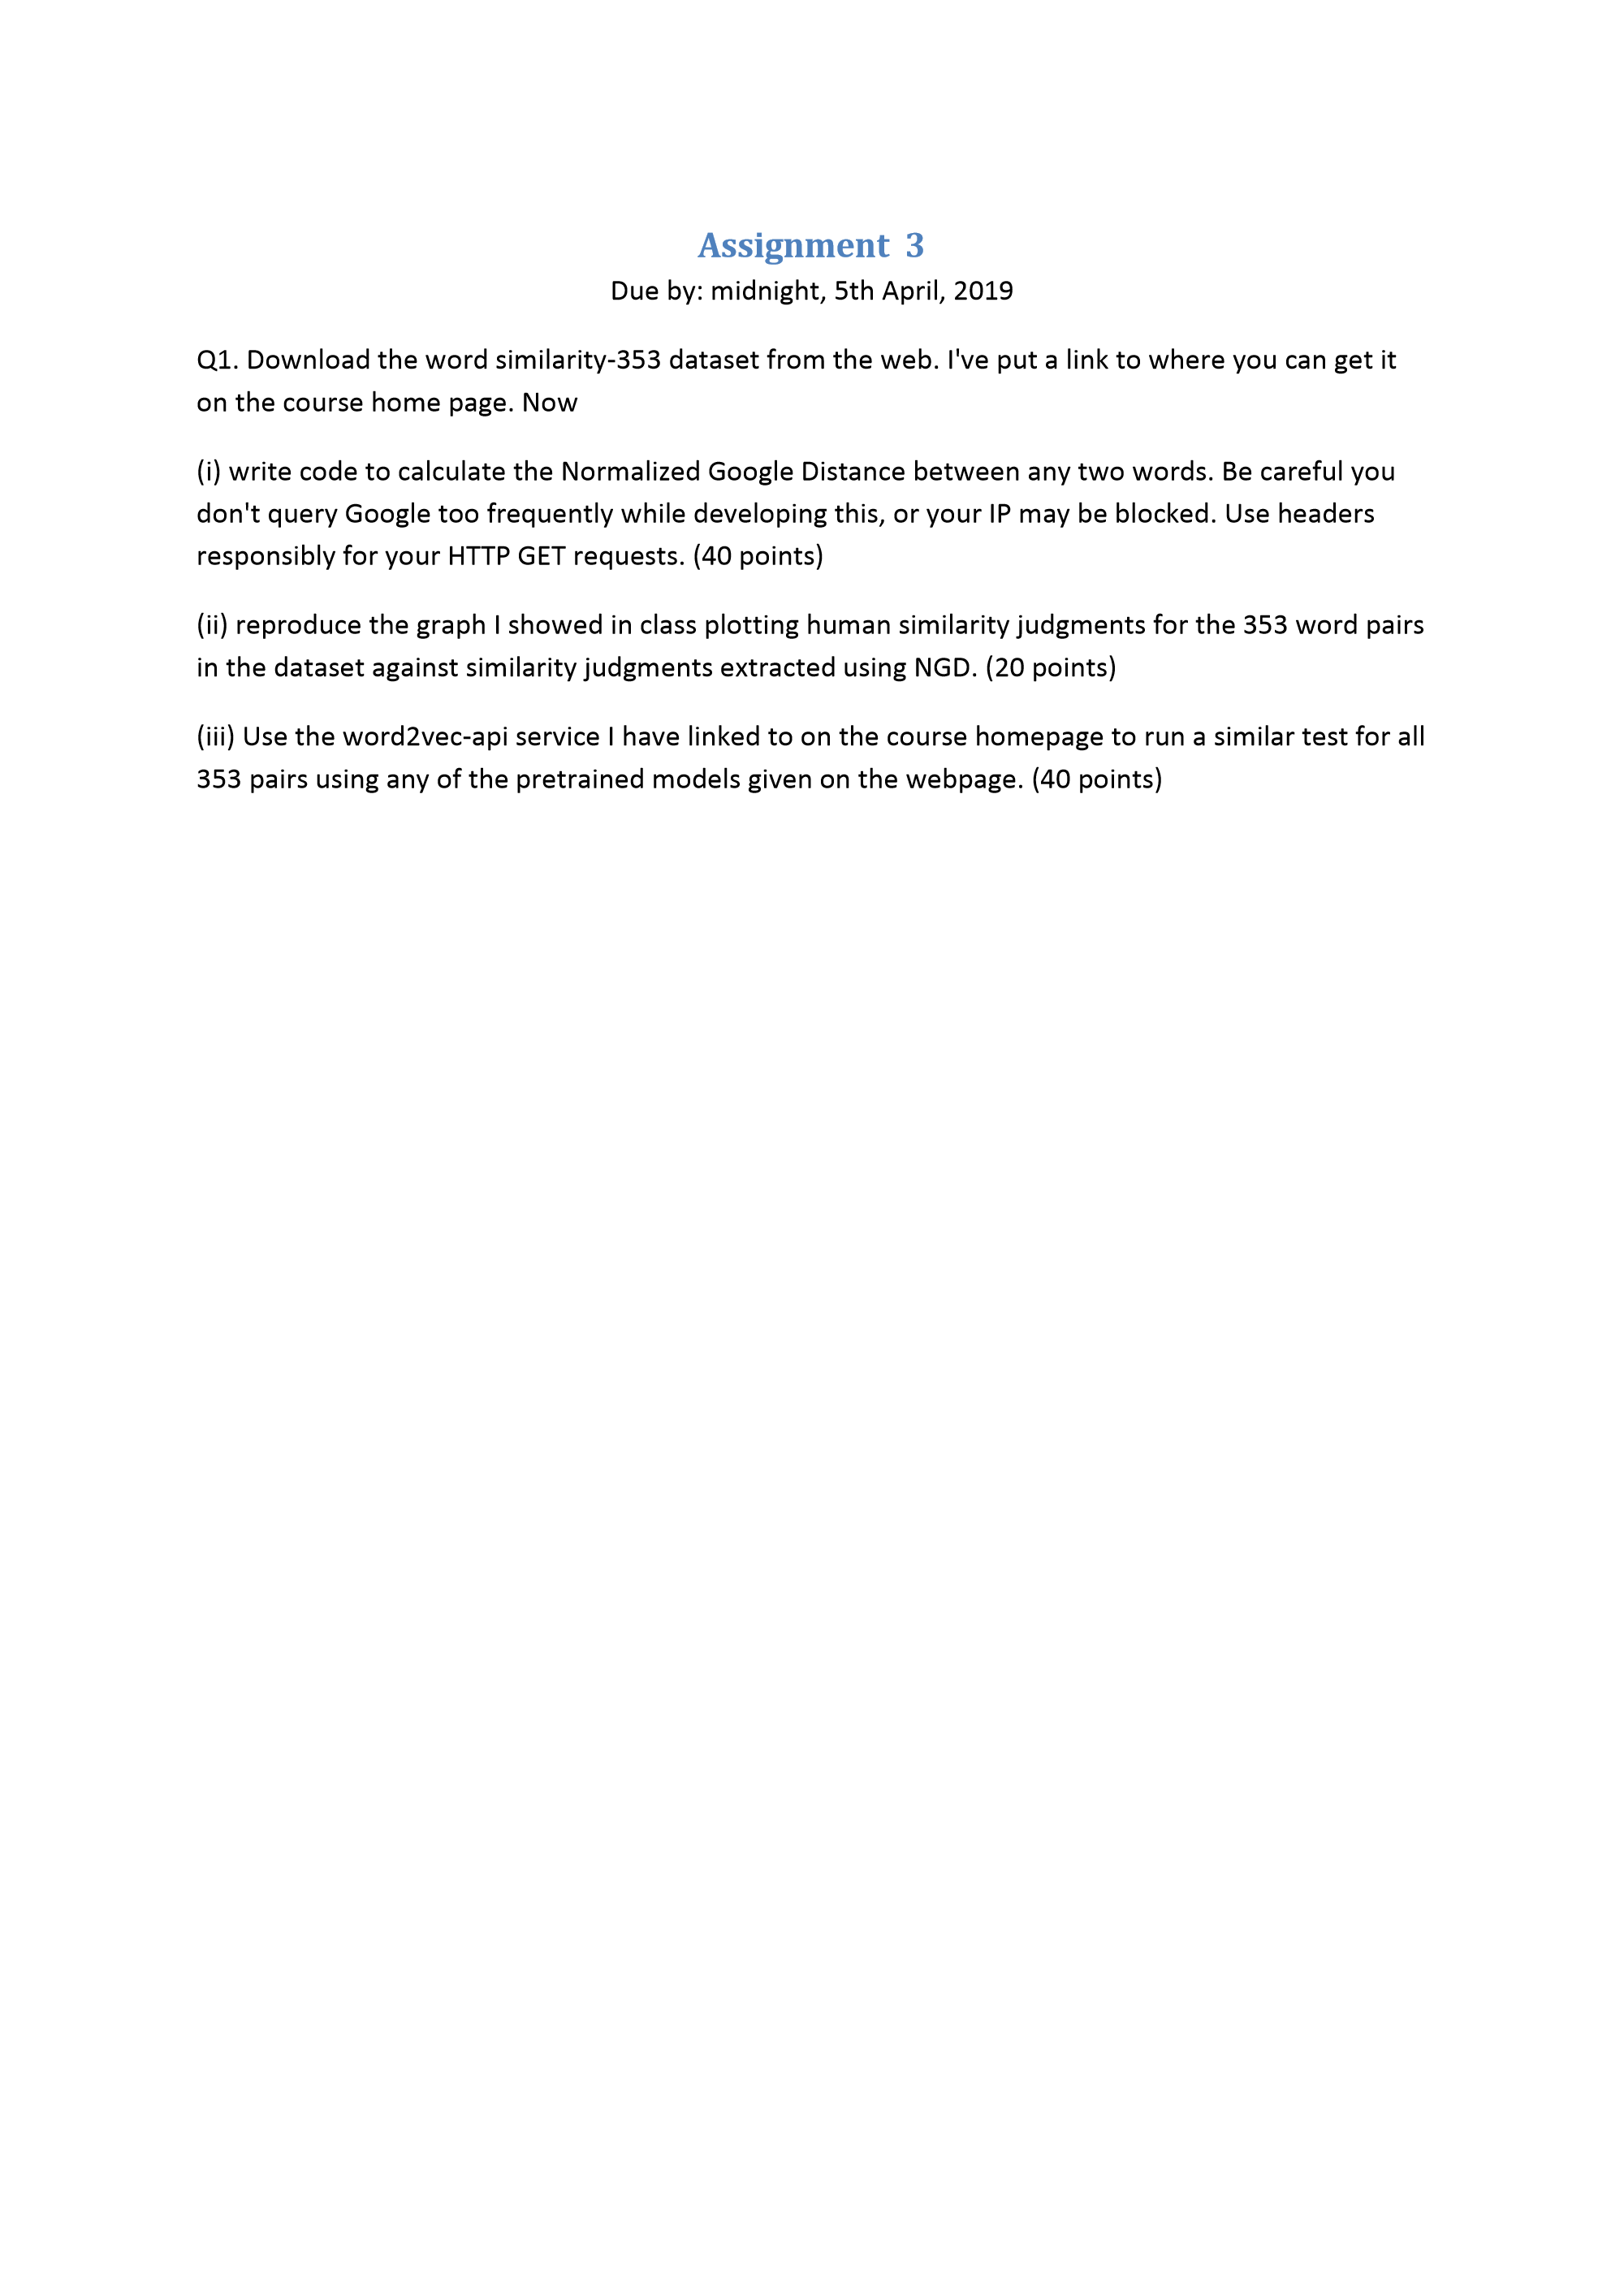 Assignment 3
Due by: midnight, 5th April, 2019
Q1. Download the word similarity-353 dataset from the web. I've put a link to where you can get it
on the course home page. Now
(i) write code to calculate the Normalized Google Distance between any two words. Be careful you
don't query Google too frequently while developing this, or your IP may be blocked. Use headers
responsibly for your HTTP GET requests. (40 points)
(ii) reproduce the graph I showed in class plotting human similarity judgments for the 353 word pairs
in the dataset against similarity judgments extracted using NGD. (20 points)
(iii) Use the word2vec-api service I have linked to on the course homepage to run a similar test for all
353 pairs using any of the pretrained models given on the webpage. (40 points)